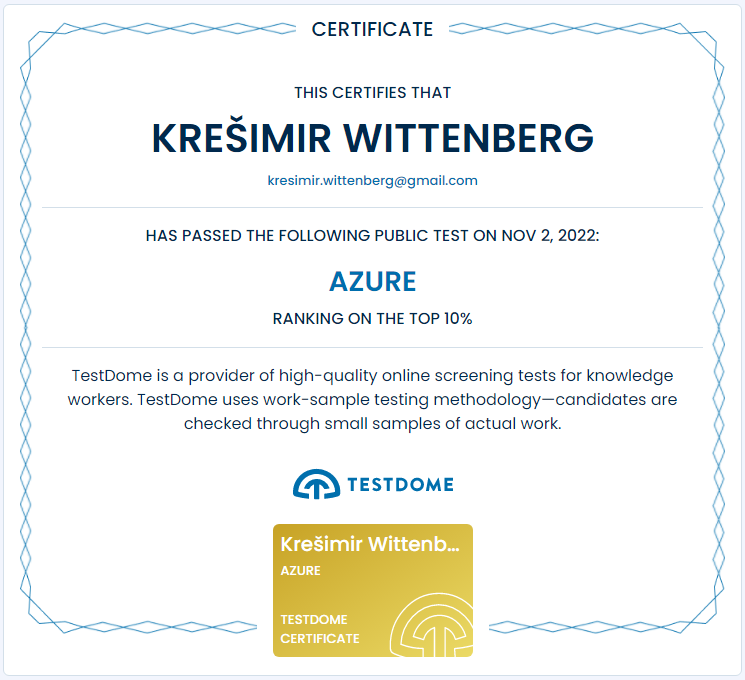 CERTIFICATE
THIS CERTIFIES THAT
KREŠIMIR WITTENBERG
kresimir.wittenberg@gmail.com
HAS PASSED THE FOLLOWING PUBLIC TEST ON NOV 2, 2022:
AZURE
RANKING ON THE TOP 10%
TestDome is a provider of high-quality online screening tests for knowledge
workers. TestDome uses work-sample testing methodology—candidates are
checked through small samples of actual work.
TESTDOME
Krešimir Wittenb...
AZURE
TESTDOME
CERTIFICATE